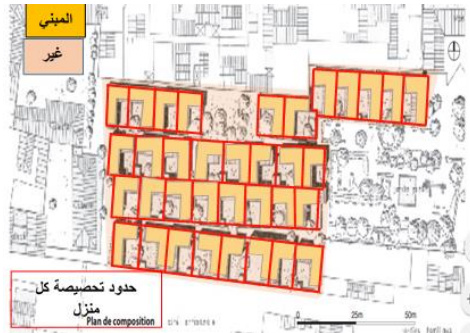 المبني
غير
حدود تحصيصة كل
منزل
Plan de composition
25m
50m